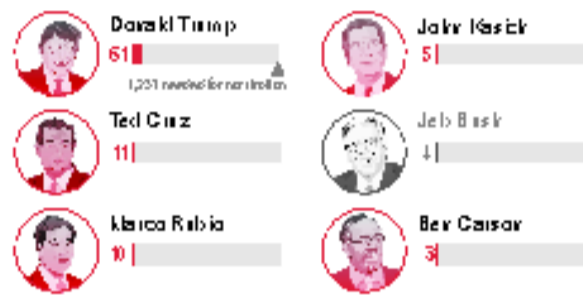 Donald Trump
61
1,237 needed for nomination
Ted Cruz
11
Marco Rubio
10
John Kasich
5
Jeb Bush
4
Ben Carson
3